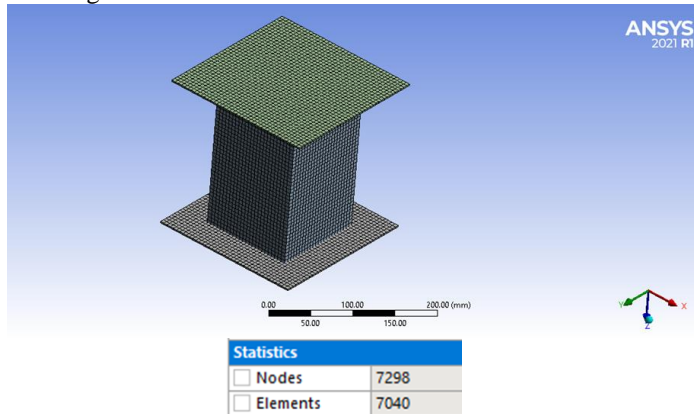 ANSYS
2021 R1
0.00 100.00 200.00 (mm)
50.00 150.00
Y X
Z
Statistics
Nodes 7298
Elements 7040